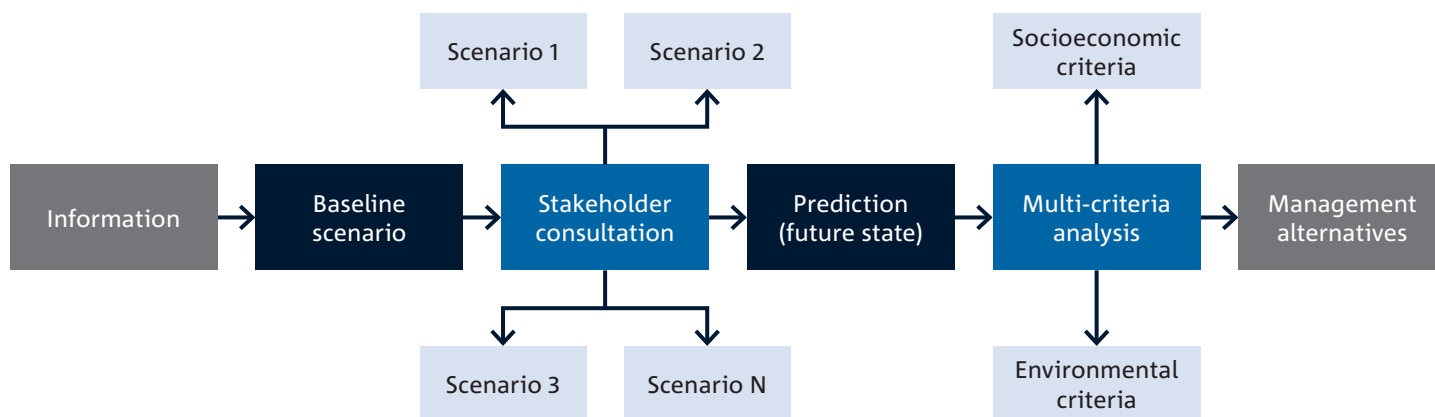 Scenario 1
Scenario 2
Socioeconomic
criteria
Information
Baseline
scenario
Stakeholder
consultation
Prediction
(future state)
Multi-criteria
analysis
Management
alternatives
Scenario 3
Scenario N
Environmental
criteria